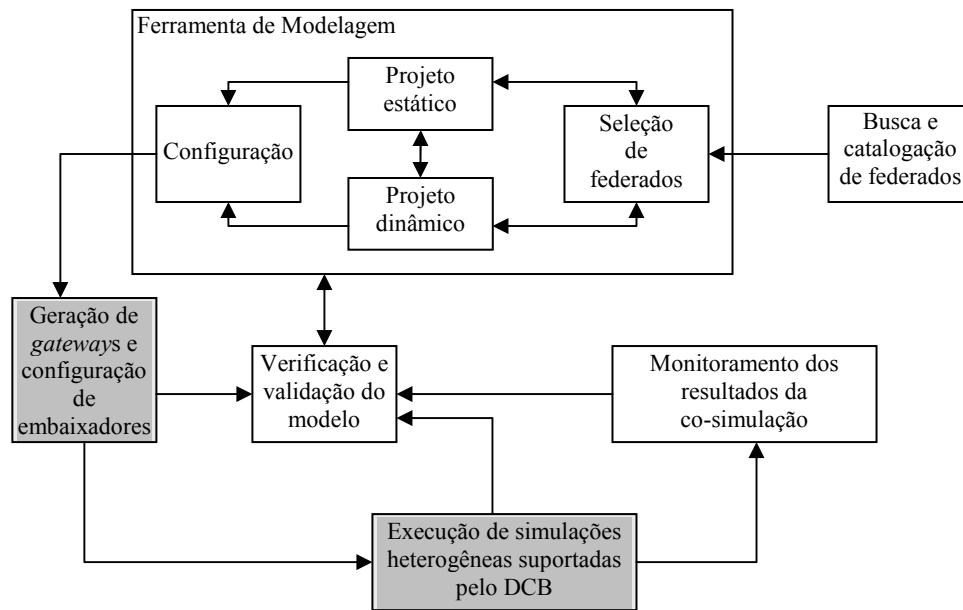 Ferramenta de Modelagem
Projeto
estático
Configuração
Seleção
de
federados
Busca e
catalogação
de federados
Projeto
dinâmico
Geração de
gateways e
configuração
de
embaixadores
Verificação e
validação do
modelo
Monitoramento dos
resultados da
co-simulação
Execução de simulações
heterogêneas suportadas
pelo DCB